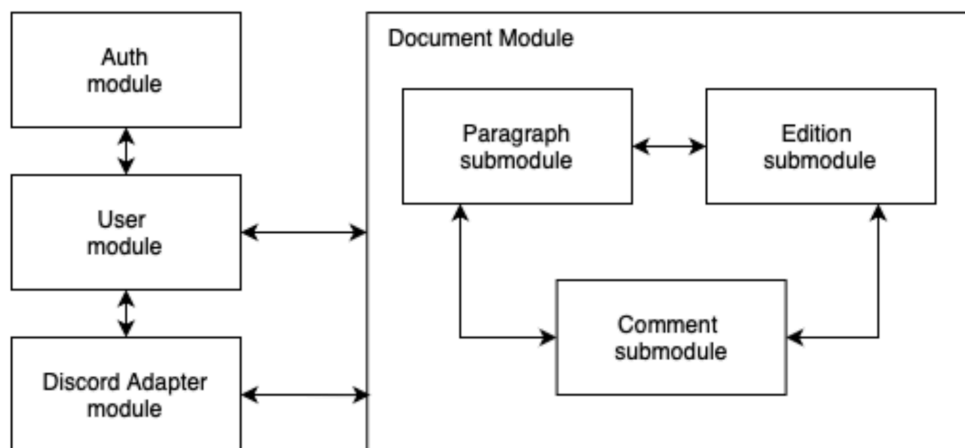 Auth
module
User
module
Discord Adapter
module
Document Module
Paragraph
submodule
Edition
submodule
Comment
submodule